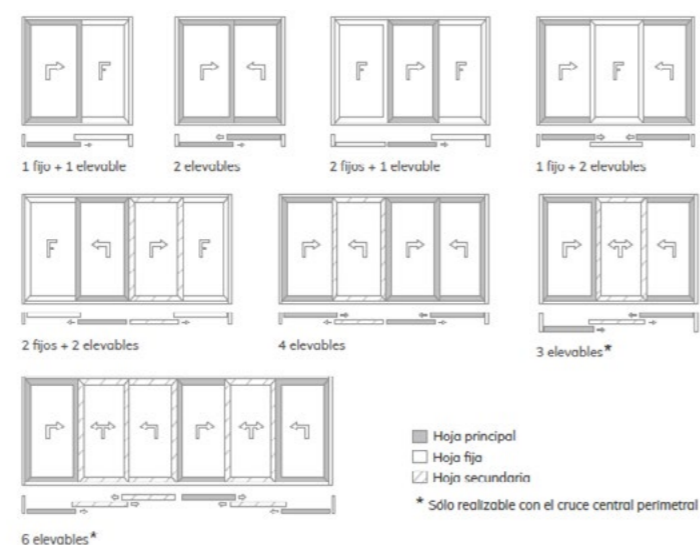 F
F
F
F
1 fijo + 1 elevable
2 elevables
2 fijos + 1 elevable
1 fijo + 2 elevables
F
F
2 fijos + 2 elevables
4 elevables
3 elevables*
Hoja principal
Hoja fija
Hoja secundaria
* Sólo realizable con el cruce central perimetral
6 elevables*